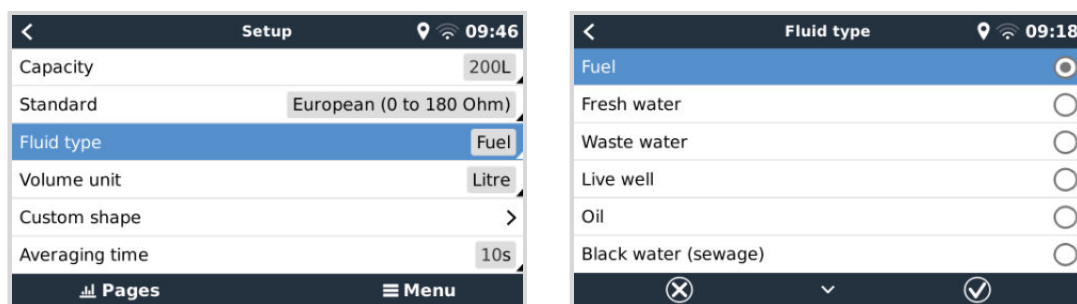 Setup 09:46
Capacity 200L
Standard European (0 to 180 Ohm)
Fluid type Fuel
Volume unit Litre
Custom shape
Averaging time 10s
Pages Menu
Fluid type 09:18
Fuel
Fresh water
Waste water
Live well
Oil
Black water (sewage)